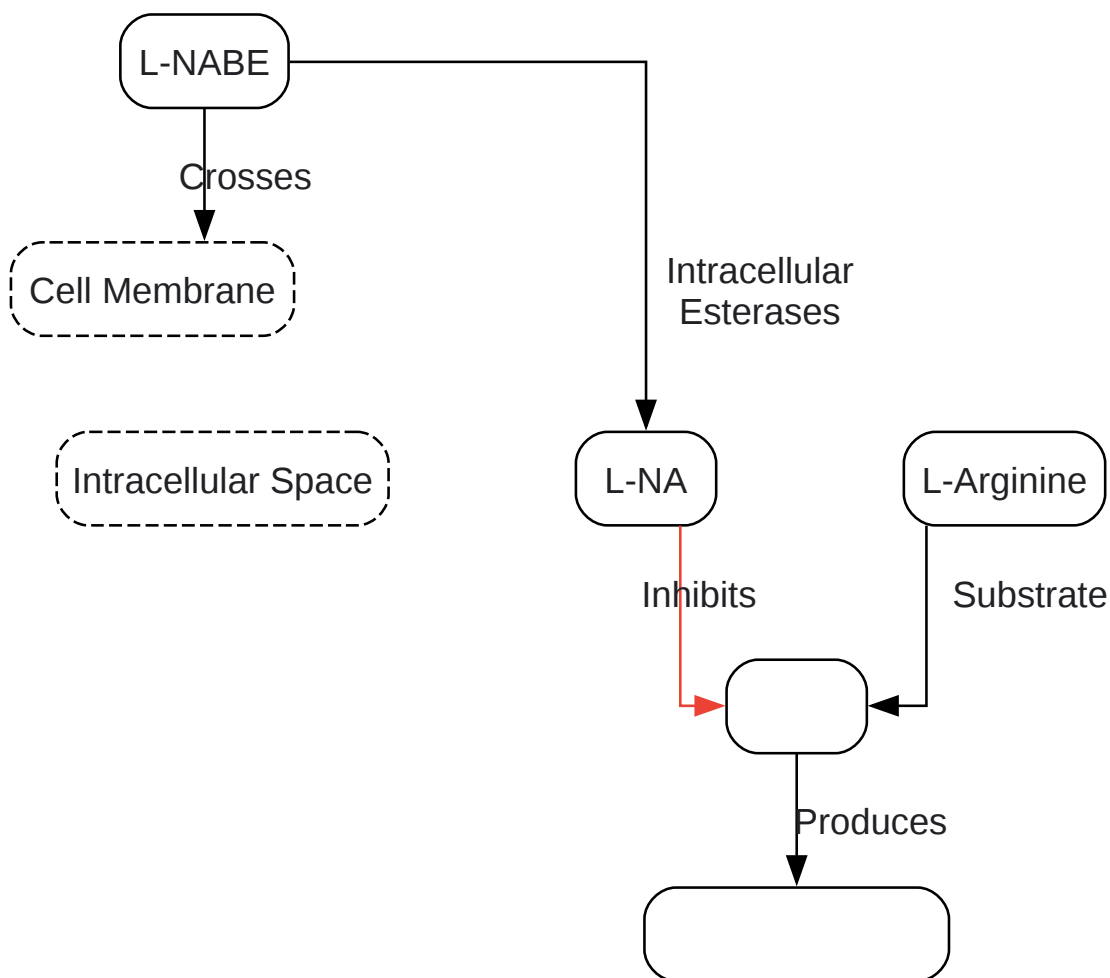 L-NABE
Crosses
Cell Membrane
Intracellular
Esterases
Intracellular Space
L-NA
L-Arginine
Inhibits
Substrate
Produces